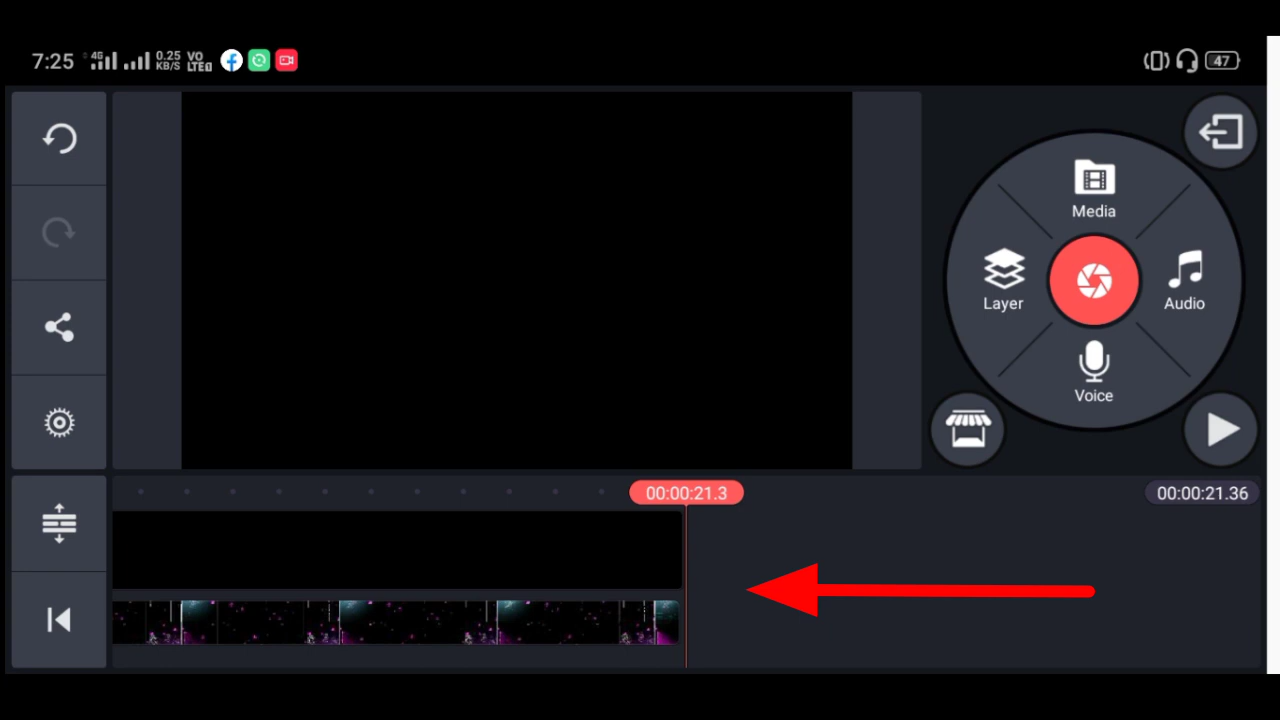 7:25 4G 0.25 KB/S VO LTE 47
Media
Layer
Audio
Voice
00:00:21.3
00:00:21.36